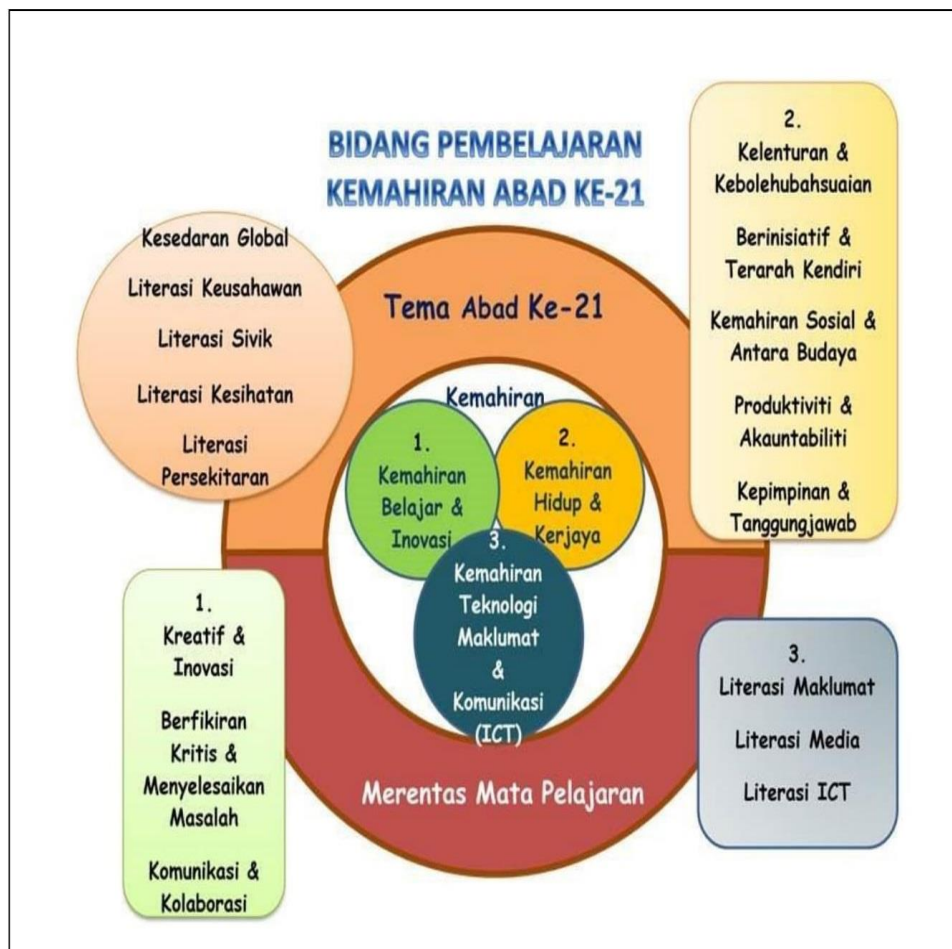 BIDANG PEMBELAJARAN
KEMAHIRAN ABAD KE-21
Kesedaran Global
Literasi Keusahawan
Literasi Sivik
Literasi Kesihatan
Literasi
Persekitaran
Tema Abad Ke-21
Kemahiran
1.
Kemahiran
Belajar &
Inovasi
2.
Kemahiran
Hidup &
Kerjaya
3.
Kemahiran
Teknologi
Maklumat
&
Komunikasi
(ICT)
Merentas Mata Pelajaran
1.
Kreatif &
Inovasi
Berfikiran
Kritis &
Menyelesaikan
Masalah
Komunikasi &
Kolaborasi
2.
Kelenturan &
Kebolehubahsuaian
Berinisiatif &
Terarah Kendiri
Kemahiran Sosial &
Antara Budaya
Produktiviti &
Akauntabiliti
Kepimpinan &
Tanggungjawab
3.
Literasi Maklumat
Literasi Media
Literasi ICT